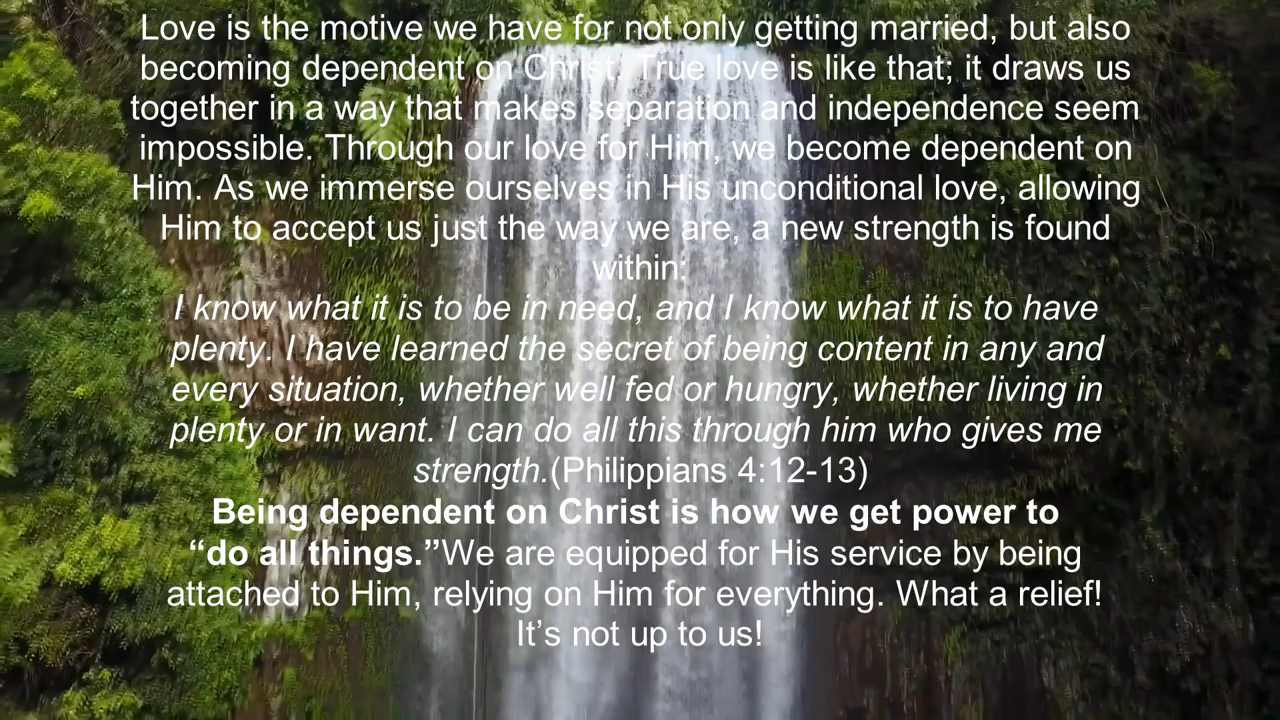 Love is the motive we have for not only getting married, but also
becoming dependent on Christ. True love is like that; it draws us
together in a way that makes separation and independence seem
impossible. Through our love for Him, we become dependent on
Him. As we immerse ourselves in His unconditional love, allowing
Him to accept us just the way we are, a new strength is found
within:
I know what it is to be in need, and I know what it is to have
plenty. I have learned the secret of being content in any and
every situation, whether well fed or hungry, whether living in
plenty or in want. I can do all this through him who gives me
strength.(Philippians 4:12-13)
Being dependent on Christ is how we get power to
“do all things.”We are equipped for His service by being
attached to Him, relying on Him for everything. What a relief!
It’s not up to us!